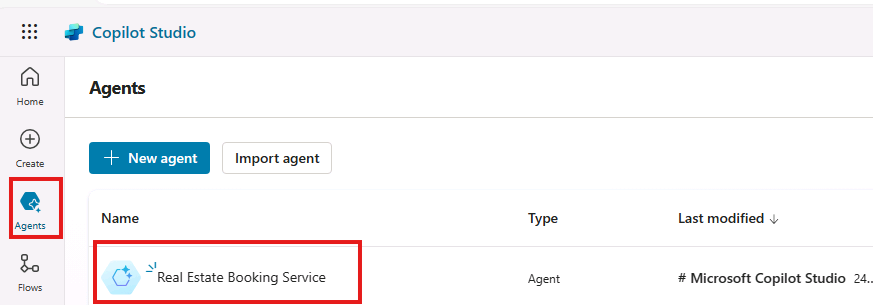 Copilot Studio
Home
Create
Agents
Flows
Agents
+ New agent
Import agent
Name Type Last modified ↓
Real Estate Booking Service Agent # Microsoft Copilot Studio 24...